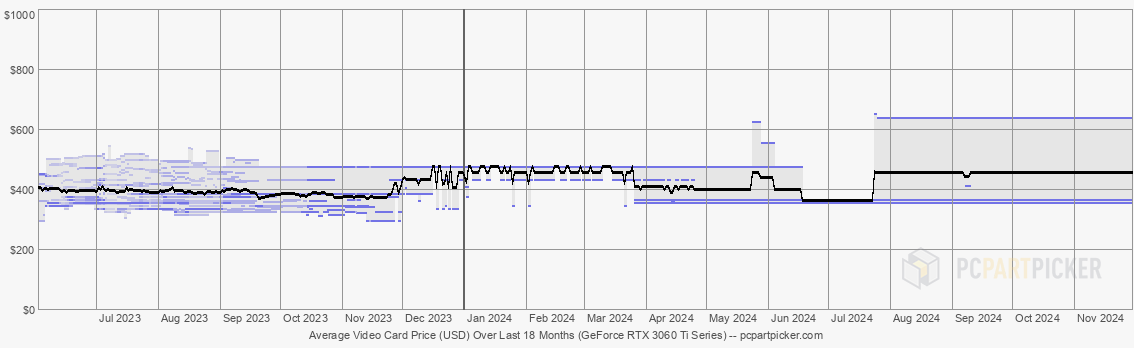 $1000
$800
$600
$400
$200
$0
PCPARTPICKER
Jul 2023 Aug 2023 Sep 2023 Oct 2023 Nov 2023 Dec 2023 Jan 2024 Feb 2024 Mar 2024 Apr 2024 May 2024 Jun 2024 Jul 2024 Aug 2024 Sep 2024 Oct 2024 Nov 2024
Average Video Card Price (USD) Over Last 18 Months (GeForce RTX 3060 Ti Series) -- pcpartpicker.com